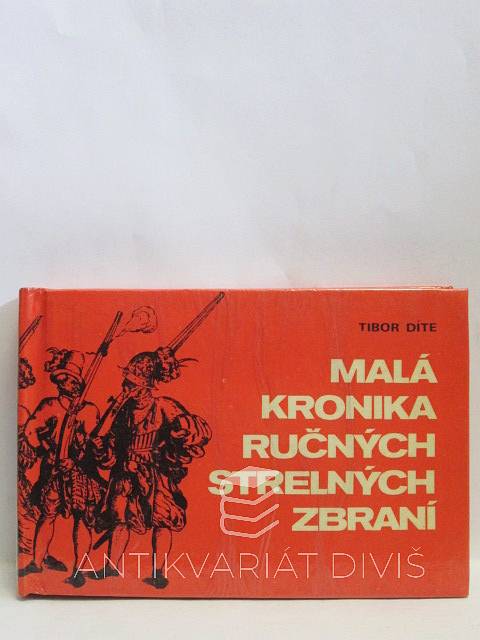 TIBOR DÍTE
MALÁ
KRONIKA
RUČNÝCH
STRELNÝCH
ZBRANÍ
ANTIKVARIÁT DIVIŠ